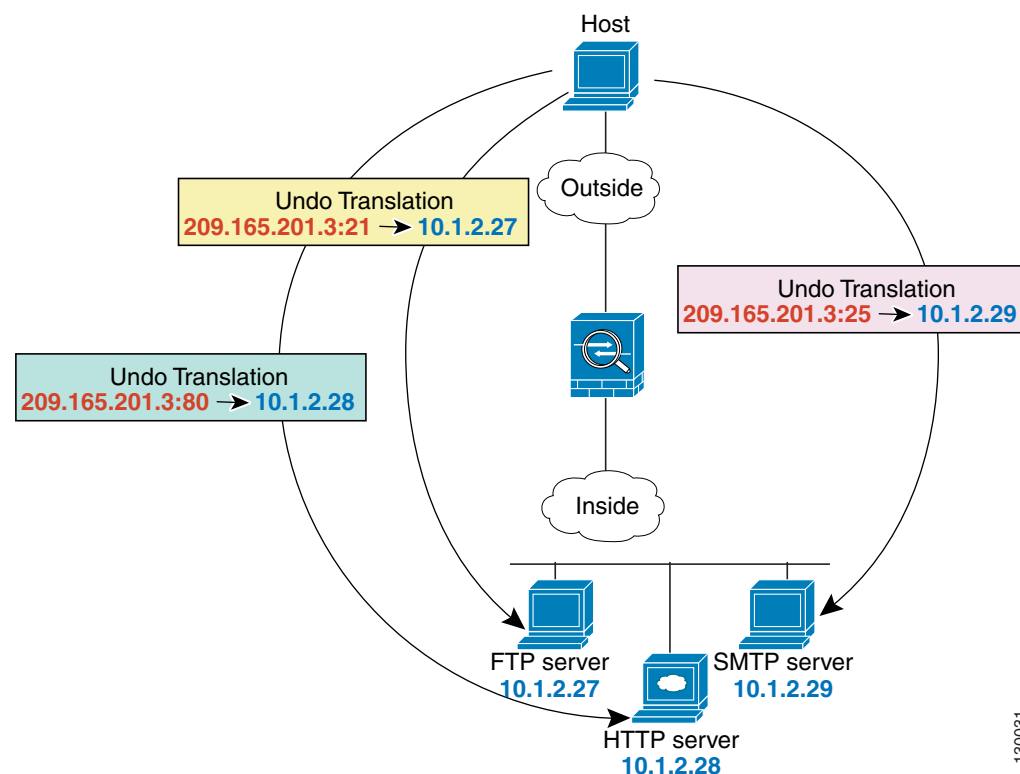 Host
Outside
Undo Translation
209.165.201.3:21 → 10.1.2.27
Undo Translation
209.165.201.3:25 → 10.1.2.29
Undo Translation
209.165.201.3:80 → 10.1.2.28
Inside
FTP server
10.1.2.27
SMTP server
10.1.2.29
HTTP server
10.1.2.28
130031